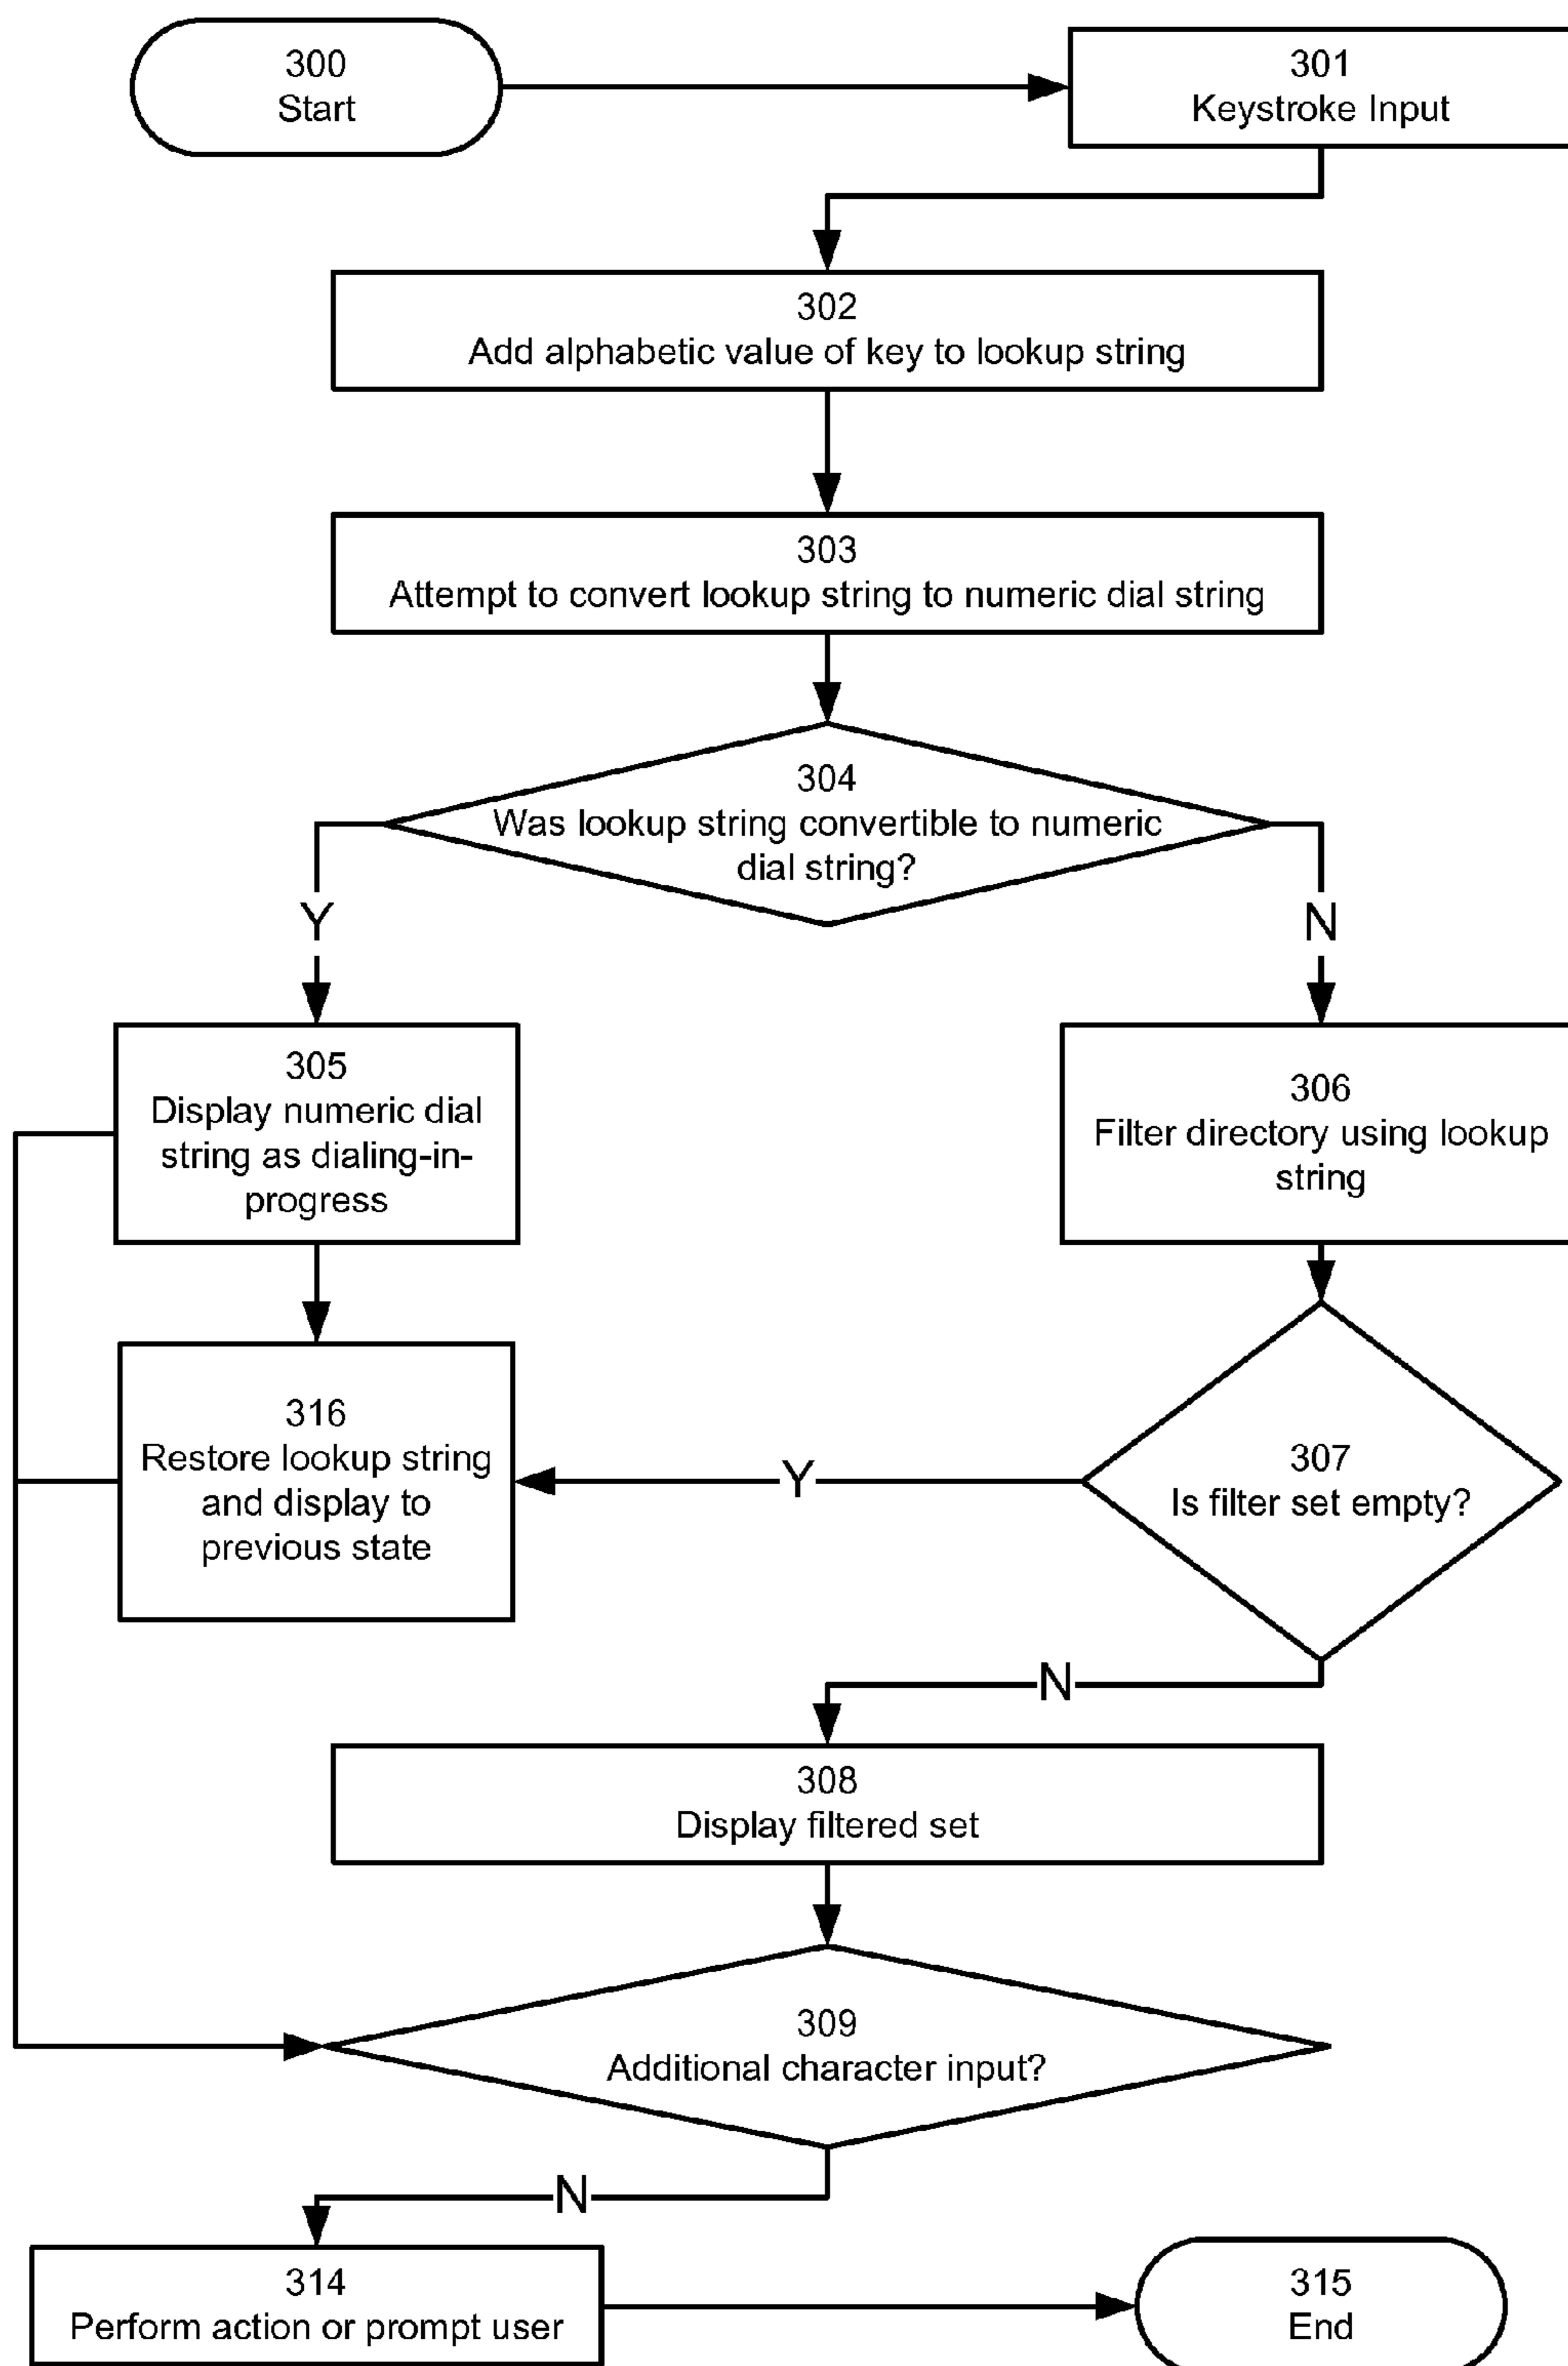 300
Start
301
Keystroke Input
302
Add alphabetic value of key to lookup string
303
Attempt to convert lookup string to numeric dial string
304
Was lookup string convertible to numeric
dial string?
Y
N
305
Display numeric dial
string as dialing-in-
progress
306
Filter directory using lookup
string
316
Restore lookup string
and display to
previous state
Y
307
Is filter set empty?
N
308
Display filtered set
309
Additional character input?
N
314
Perform action or prompt user
315
End